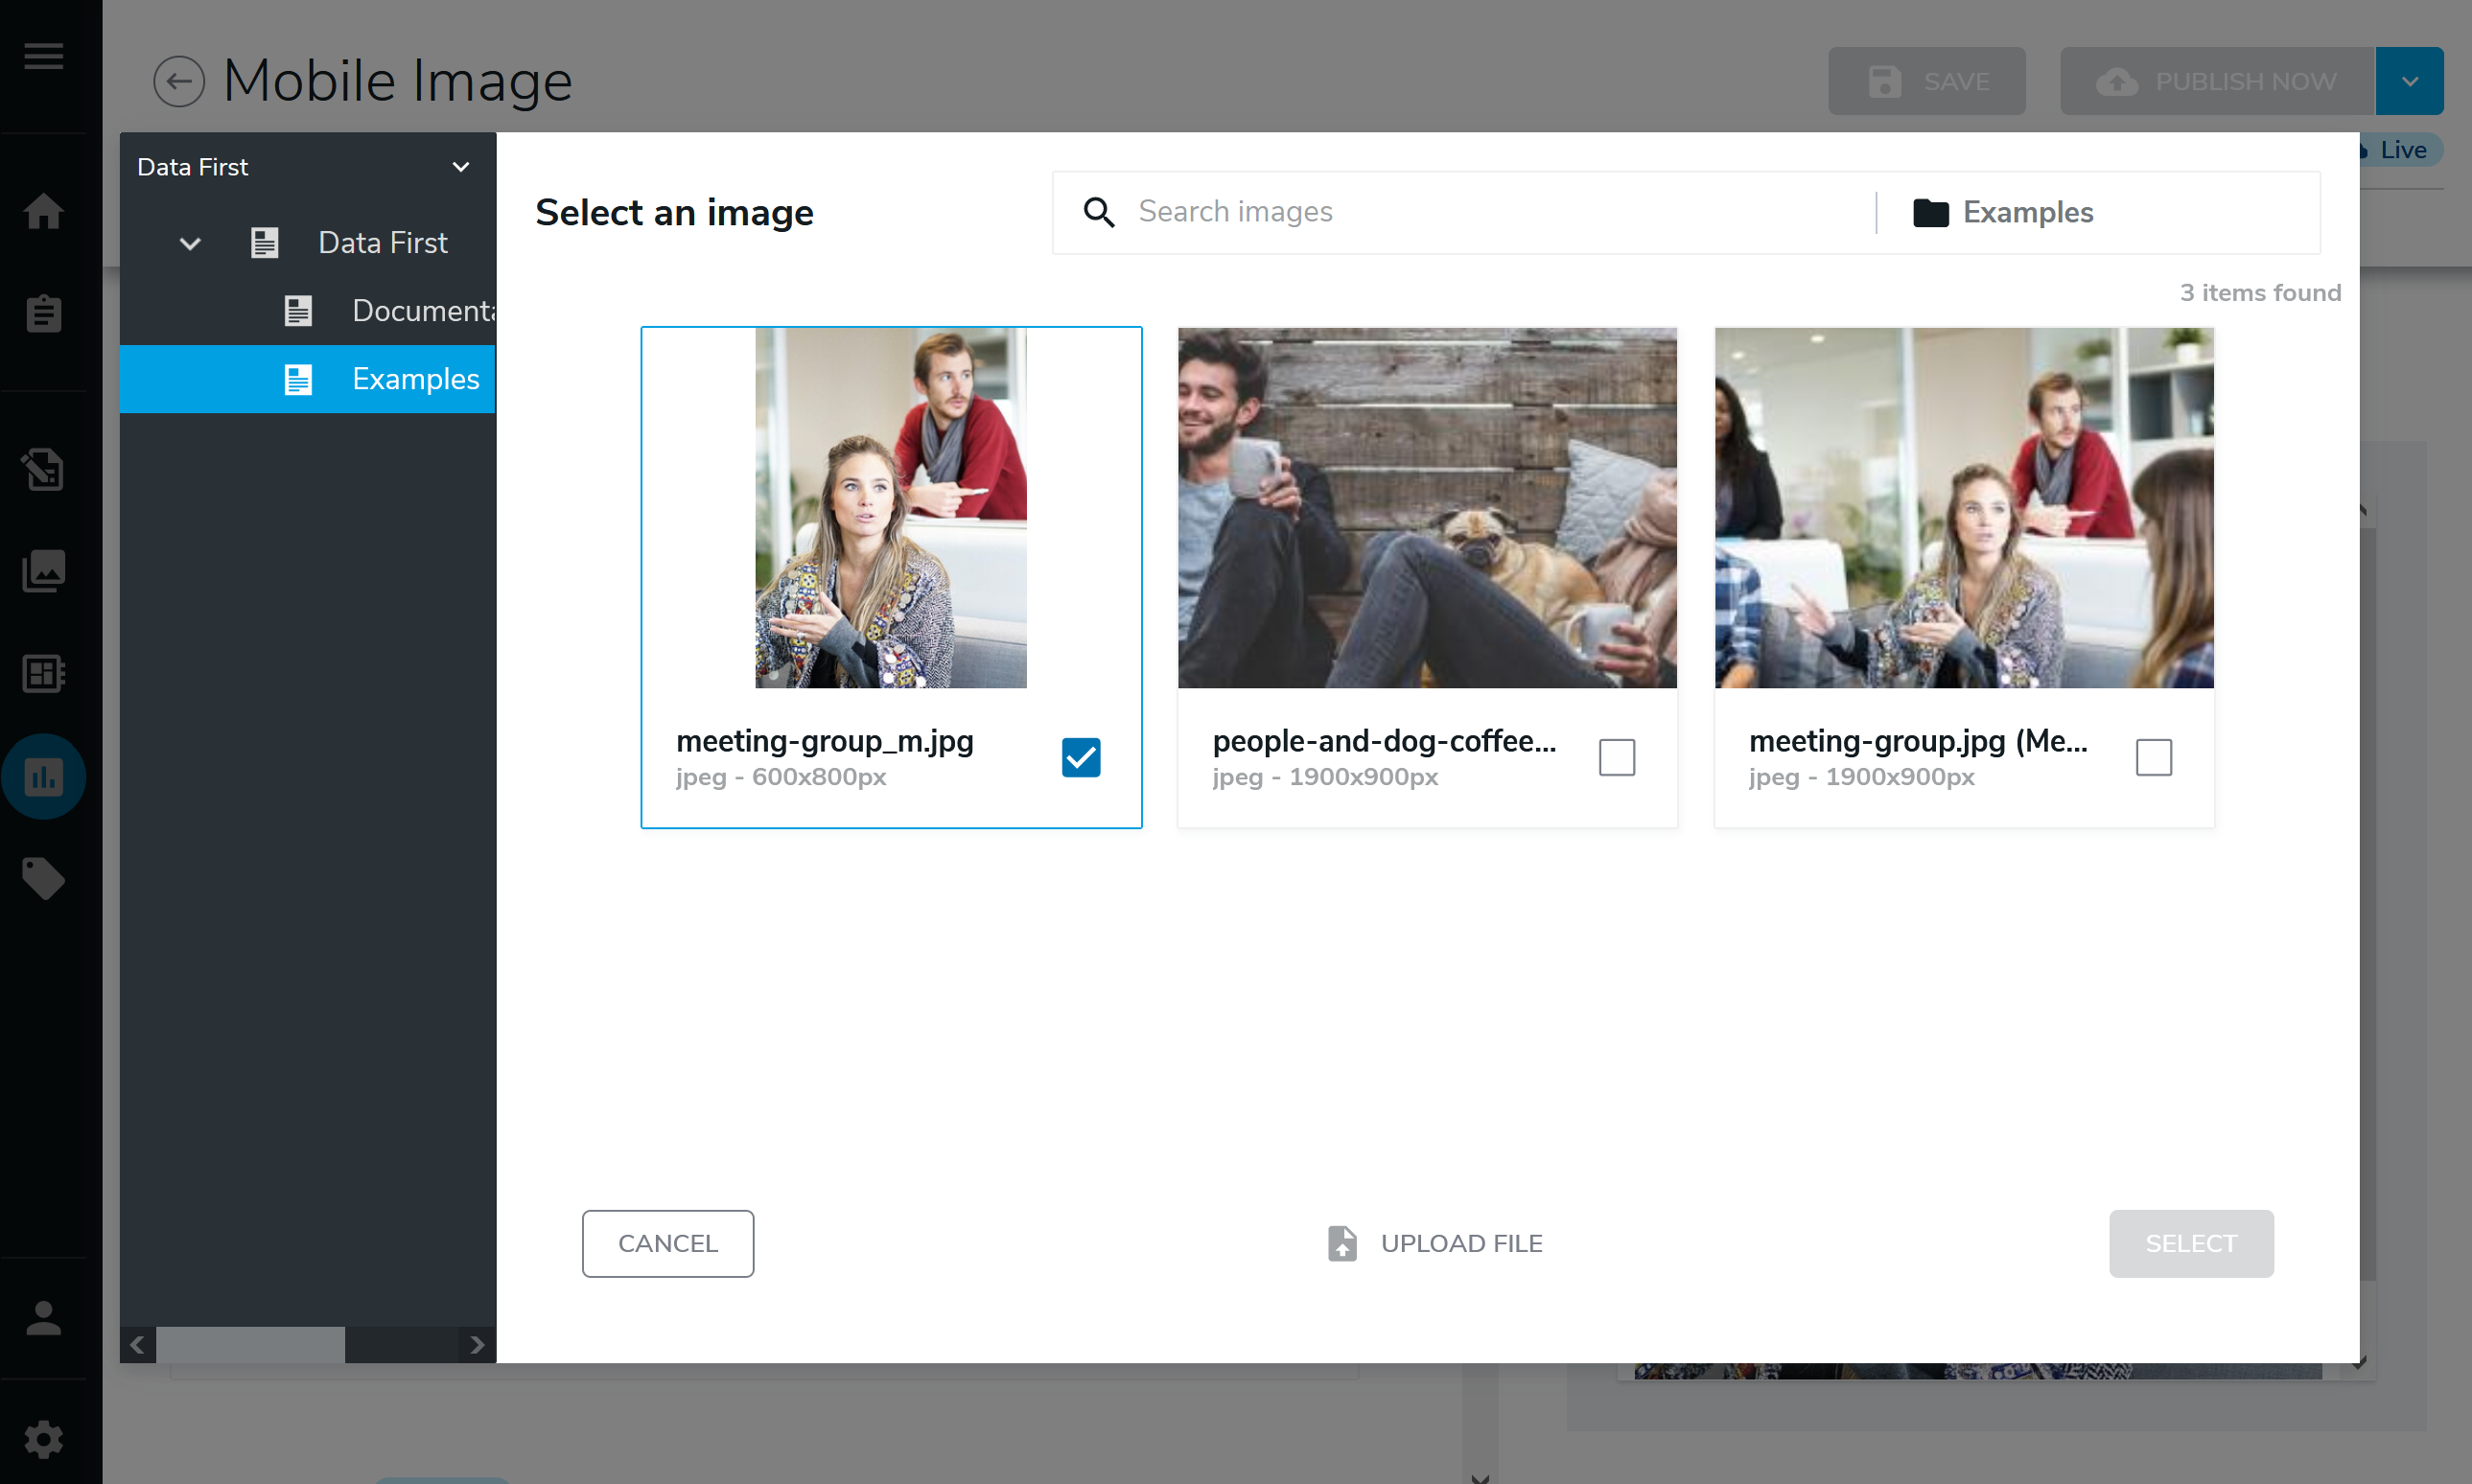 Mobile Image
SAVE
PUBLISH NOW
Live
Data First
Data First
Documenta
Examples
Select an image
Search images
Examples
3 items found
meeting-group_m.jpg
jpeg - 600x800px
people-and-dog-coffee...
jpeg - 1900x900px
meeting-group.jpg (Me...
jpeg - 1900x900px
CANCEL
UPLOAD FILE
SELECT